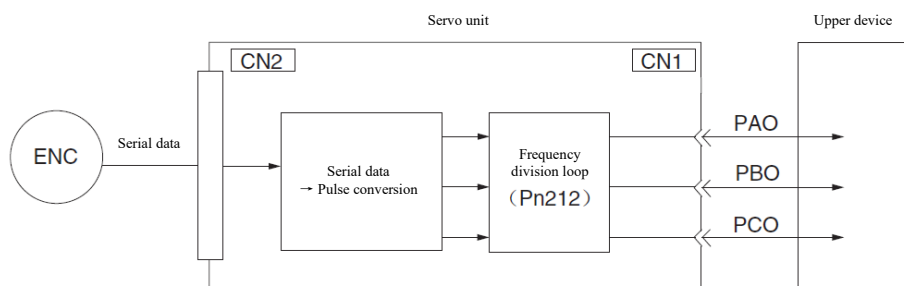 Servo unit
Upper device
CN2
CN1
ENC
Serial data
Serial data
→ Pulse conversion
Frequency
division loop
（Pn212）
PAO
PBO
PCO